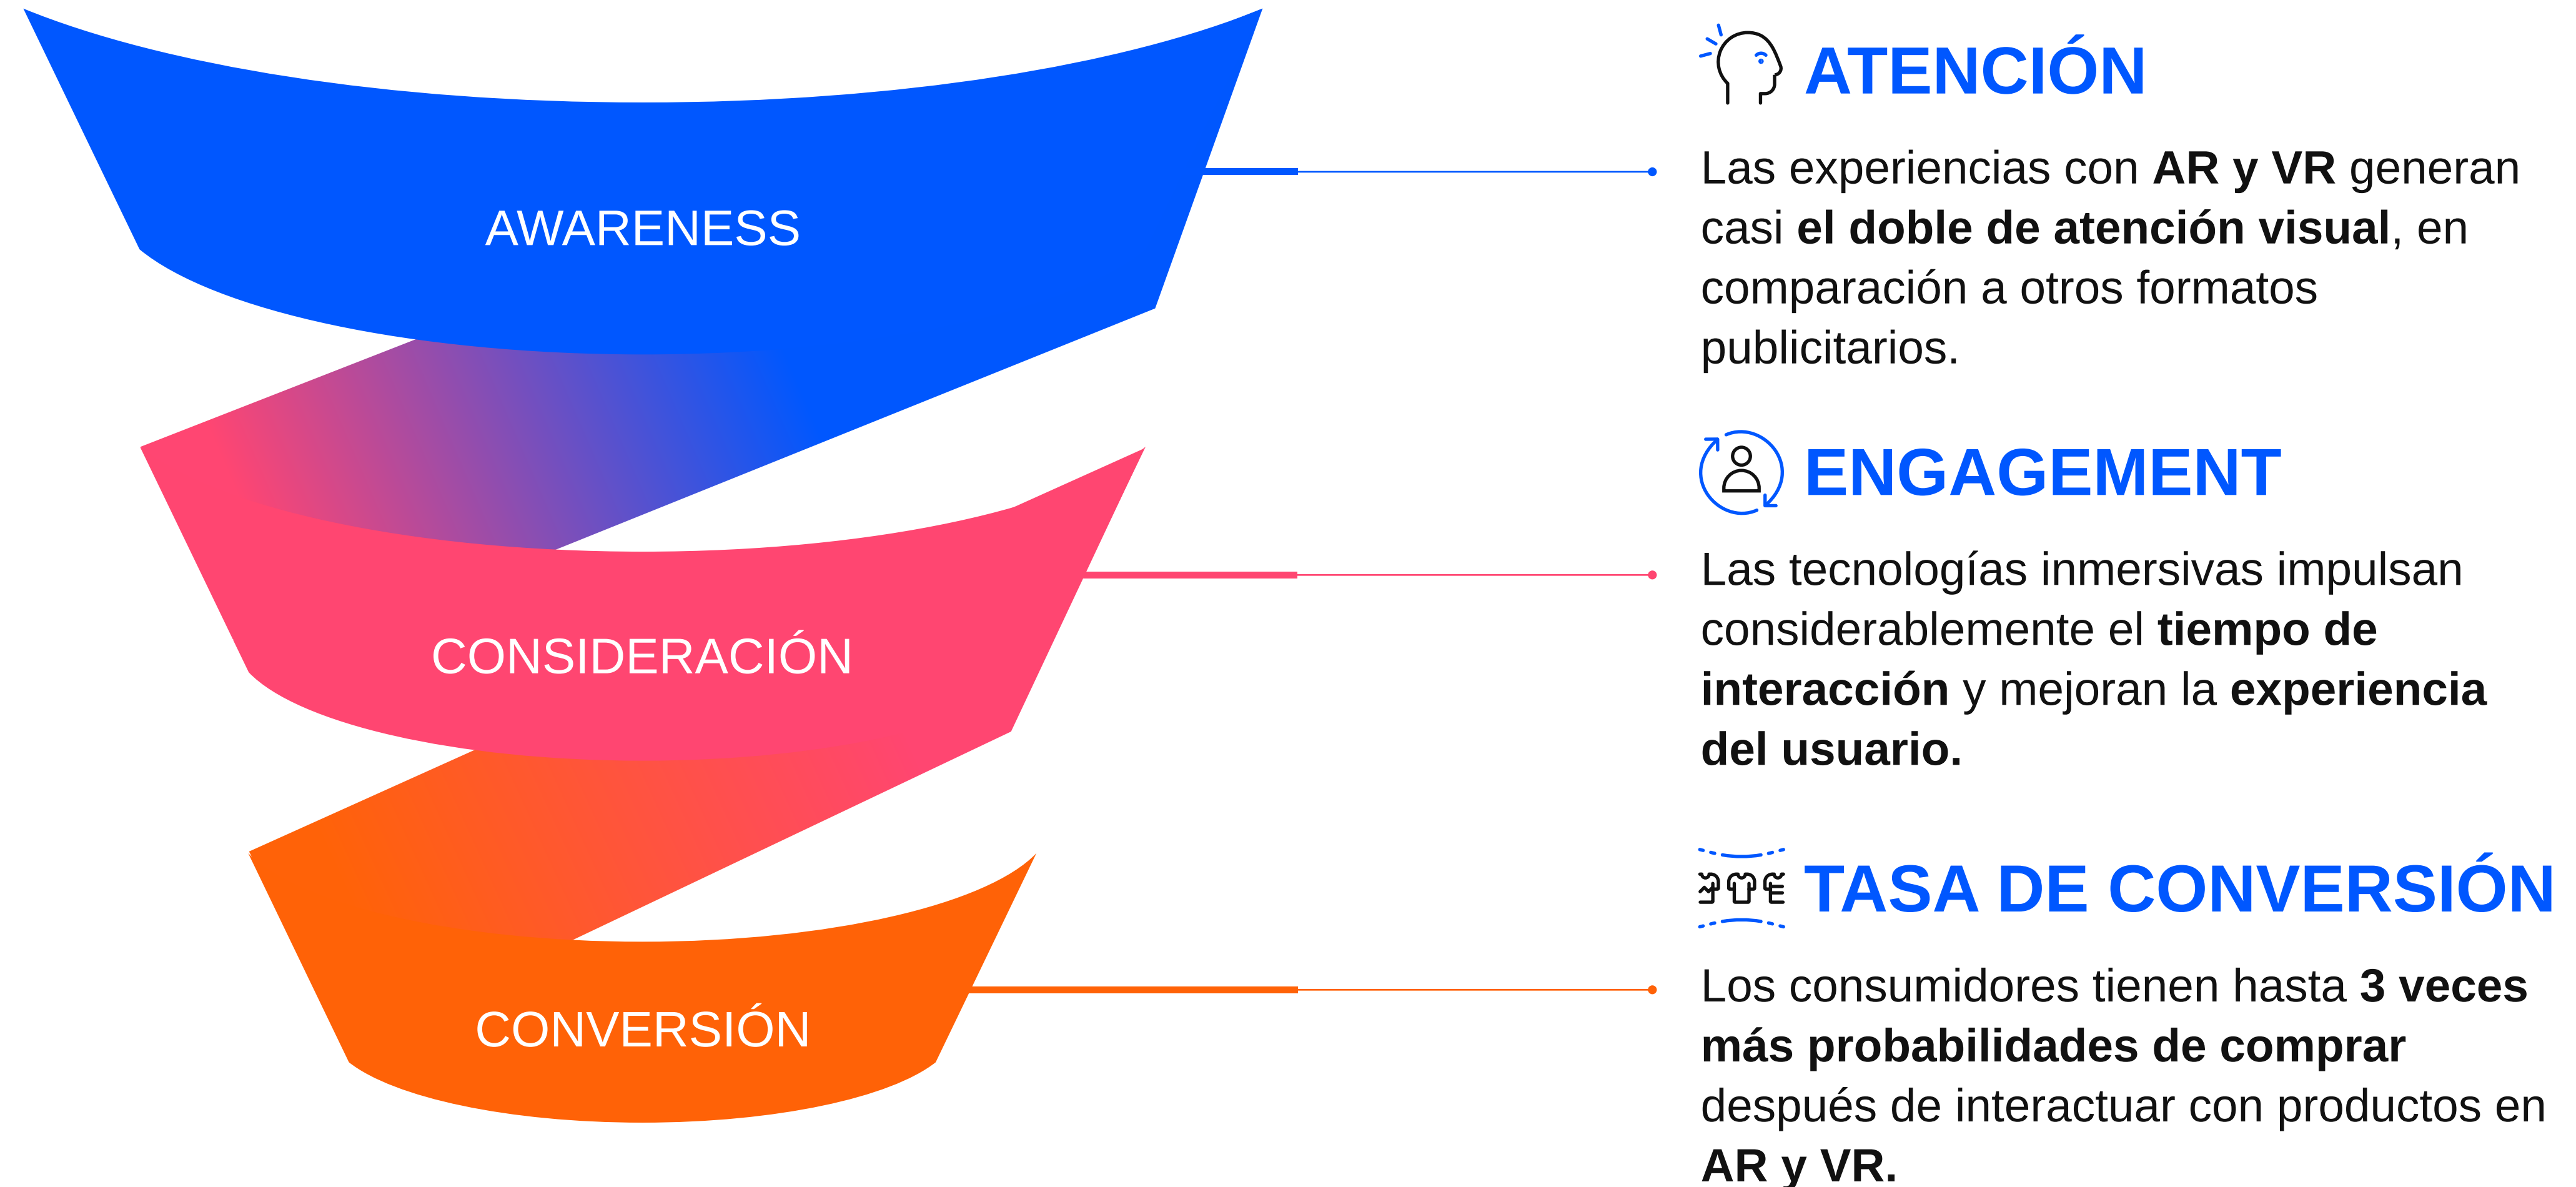 AWARENESS
CONSIDERACIÓN
CONVERSIÓN
ATENCIÓN
Las experiencias con AR y VR generan
casi el doble de atención visual, en
comparación a otros formatos
publicitarios.
ENGAGEMENT
Las tecnologías inmersivas impulsan
considerablemente el tiempo de
interacción y mejoran la experiencia
del usuario.
TASA DE CONVERSIÓN
Los consumidores tienen hasta 3 veces
más probabilidades de comprar
después de interactuar con productos en
AR y VR.